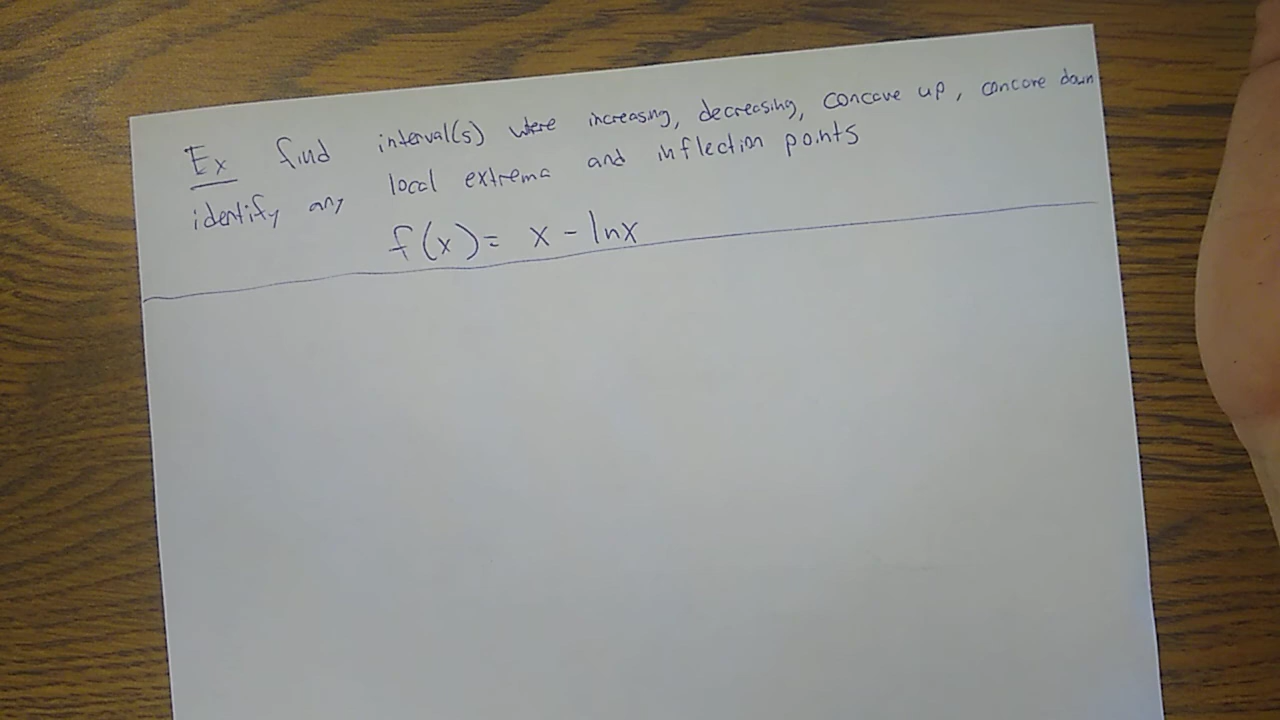 Ex find interval(s) where increasing, decreasing, concave up, concave down
identify any local extrema and inflection points
f(x) = x - lnx